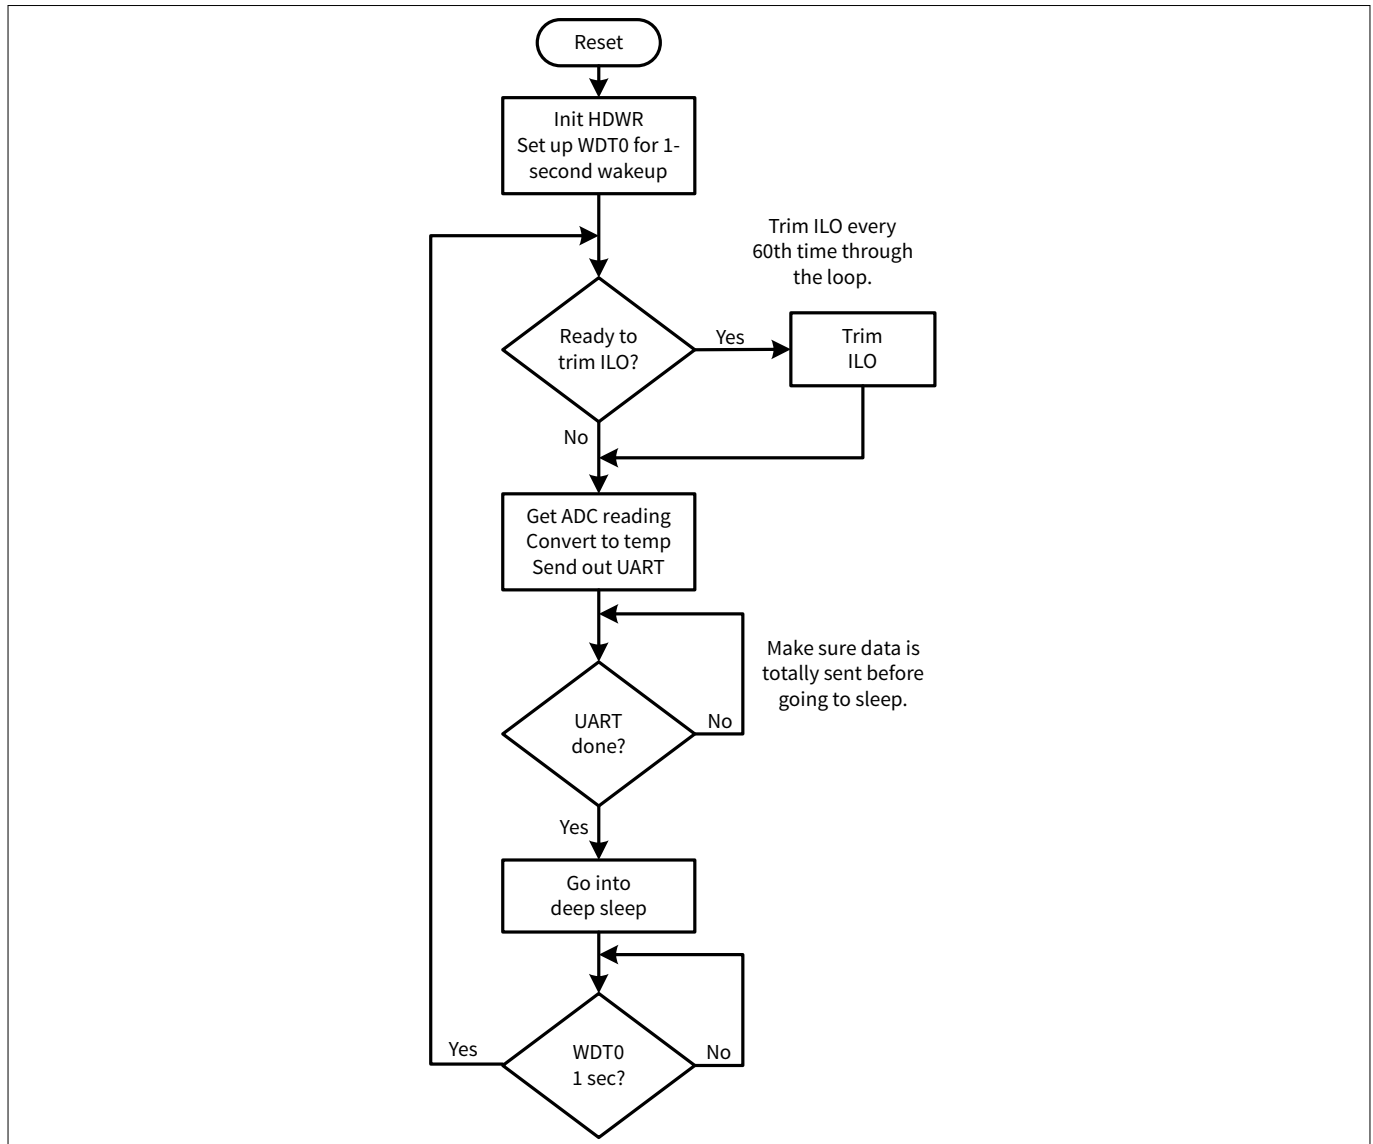 Reset
Init HDWR
Set up WDT0 for 1-
second wakeup
Trim ILO every
60th time through
the loop.
Ready to
trim ILO?
Yes
Trim
ILO
No
Get ADC reading
Convert to temp
Send out UART
Make sure data is
totally sent before
going to sleep.
UART
done?
No
Yes
Go into
deep sleep
Yes
WDT0
1 sec?
No